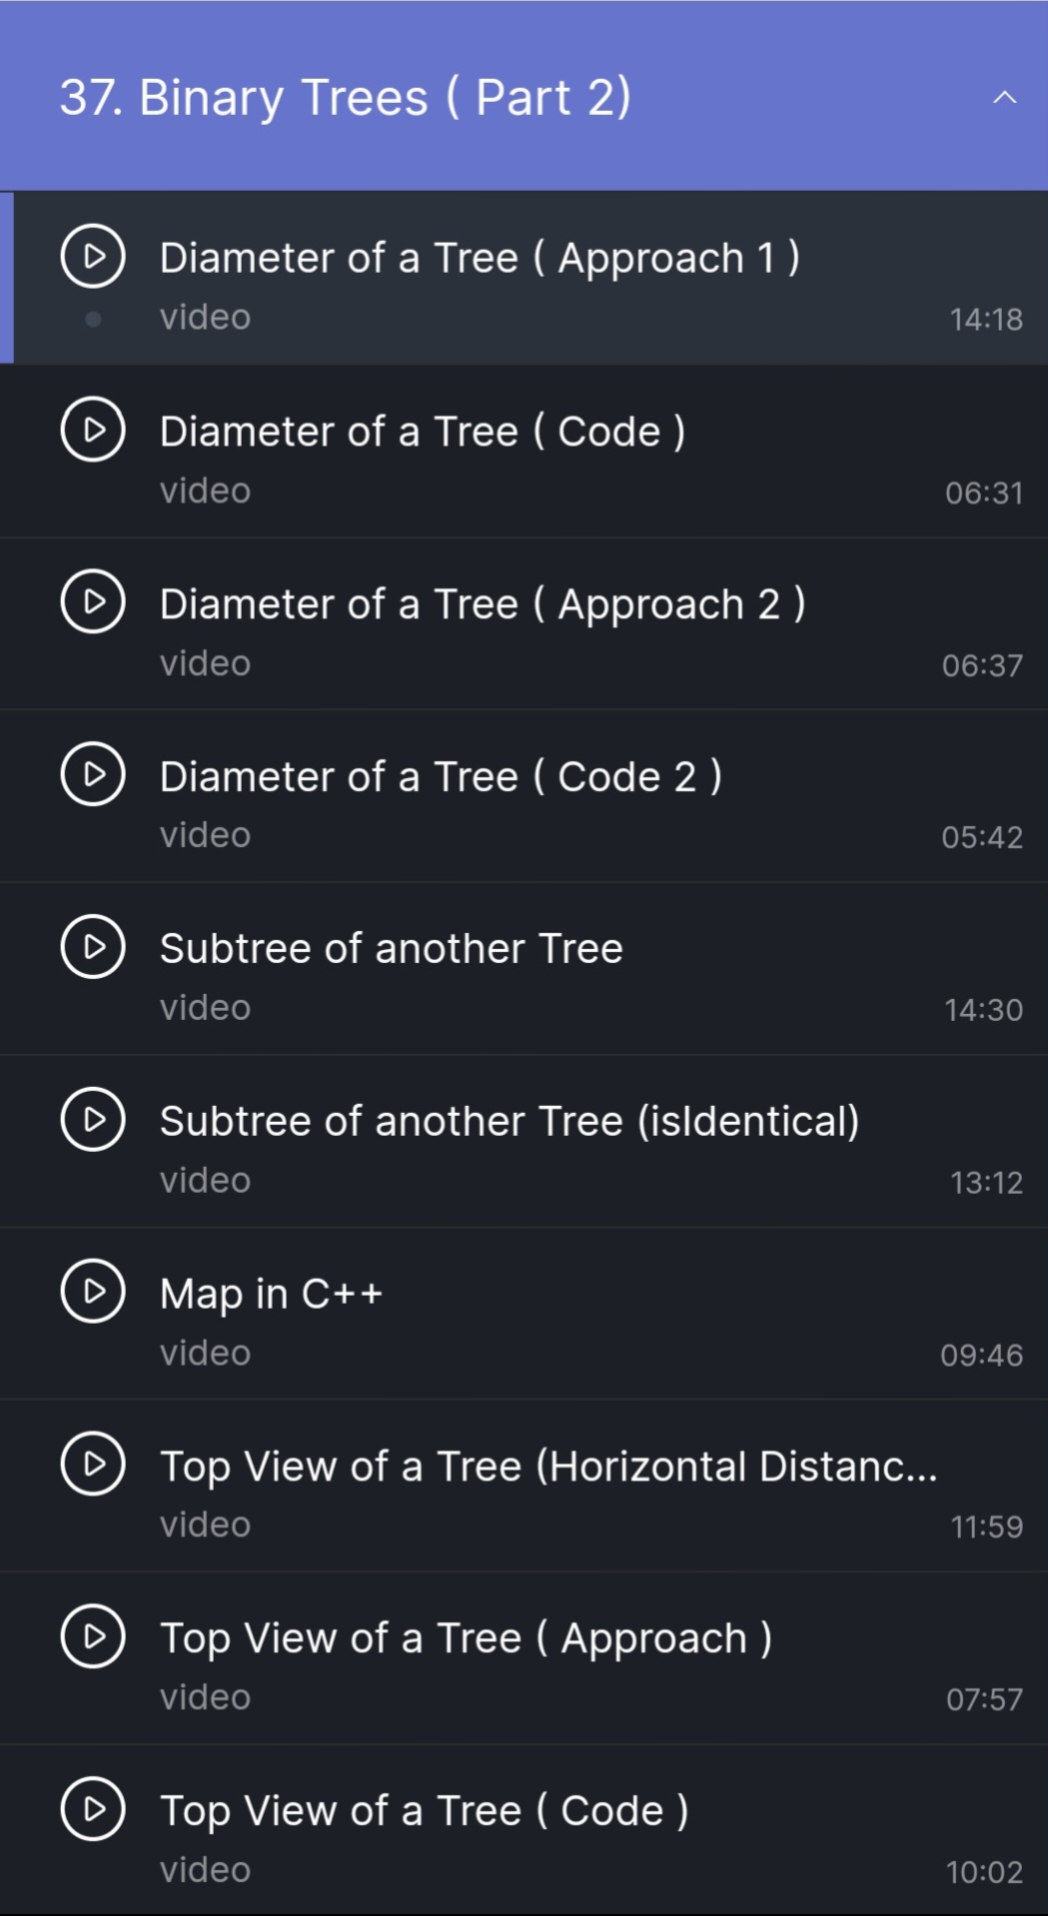 37. Binary Trees ( Part 2)
Diameter of a Tree ( Approach 1 )
video
14:18
Diameter of a Tree ( Code )
video
06:31
Diameter of a Tree ( Approach 2 )
video
06:37
Diameter of a Tree ( Code 2 )
video
05:42
Subtree of another Tree
video
14:30
Subtree of another Tree (isIdentical)
video
13:12
Map in C++
video
09:46
Top View of a Tree (Horizontal Distanc...
video
11:59
Top View of a Tree ( Approach )
video
07:57
Top View of a Tree ( Code )
video
10:02